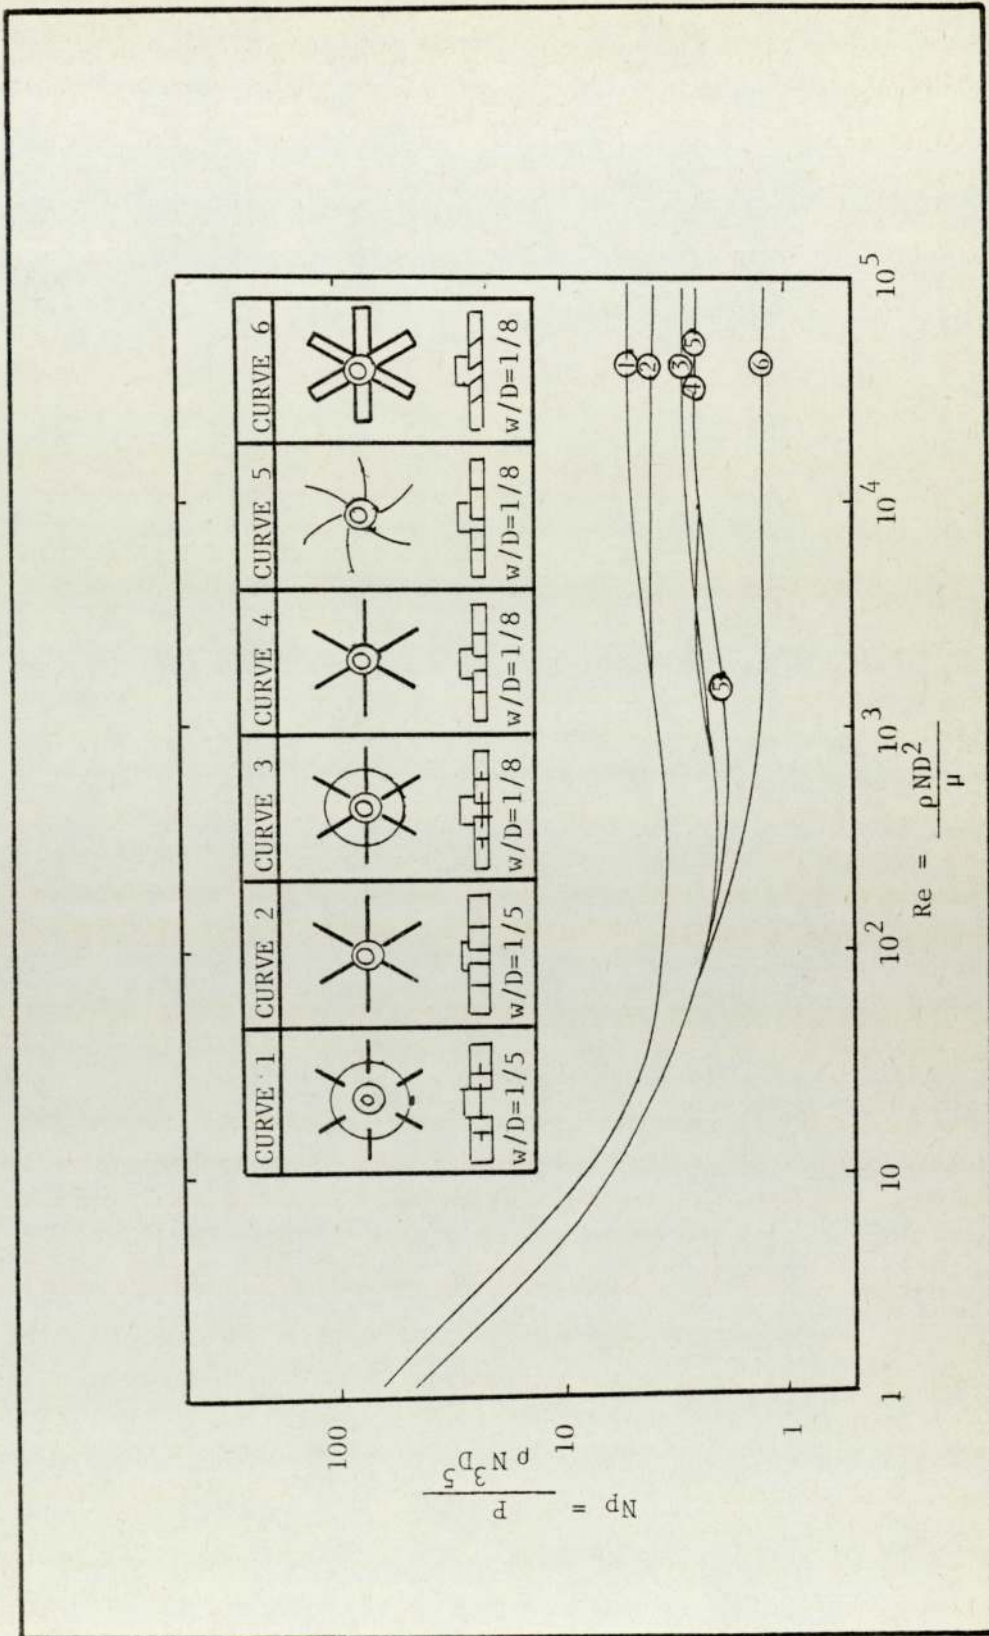 CURVE 1
CURVE 2
CURVE 3
CURVE 4
CURVE 5
CURVE 6
w/D=1/5
w/D=1/5
w/D=1/8
w/D=1/8
w/D=1/8
w/D=1/8
100
10
1
Np = P / ρ N³D⁵
1
2
3
4
5
5
6
1
10
10²
10³
10⁴
10⁵
Re = ρND² / μ